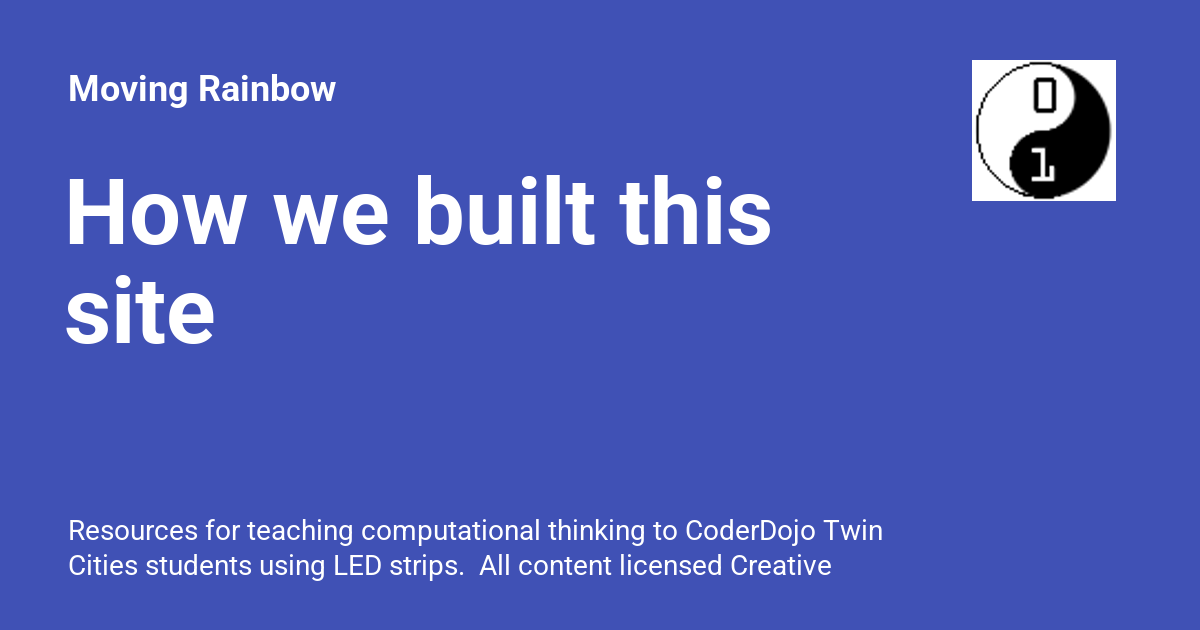 Moving Rainbow
0
1
How we built this
site
Resources for teaching computational thinking to CoderDojo Twin
Cities students using LED strips.  All content licensed Creative